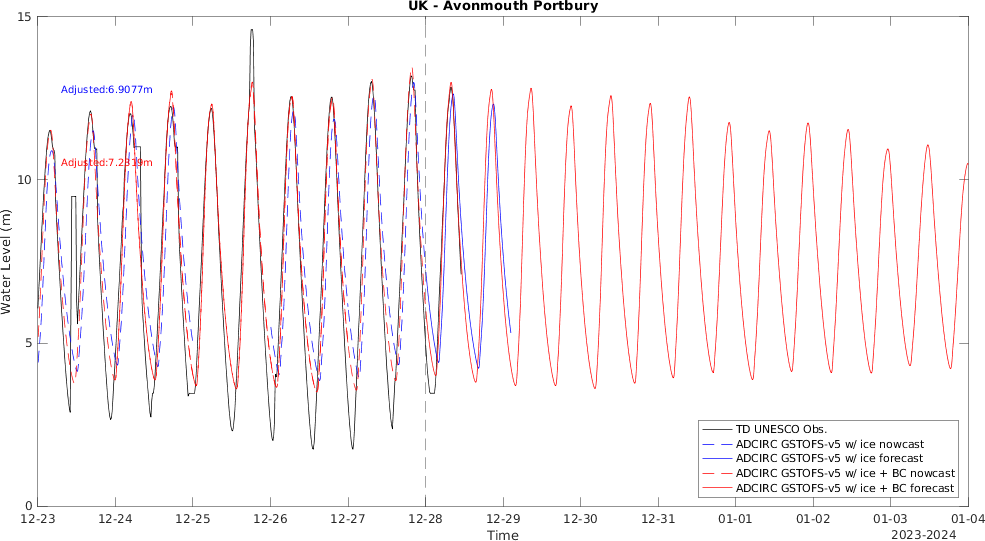 UK - Avonmouth Portbury
15
10
5
0
Water Level (m)
Adjusted:6.9077m
Adjusted:7.2319m
TD UNESCO Obs.
ADCIRC GSTOFS-v5 w/ ice nowcast
ADCIRC GSTOFS-v5 w/ ice forecast
ADCIRC GSTOFS-v5 w/ ice + BC nowcast
ADCIRC GSTOFS-v5 w/ ice + BC forecast
12-23 12-24 12-25 12-26 12-27 12-28 12-29 12-30 12-31 01-01 01-02 01-03 01-04
Time
2023-2024